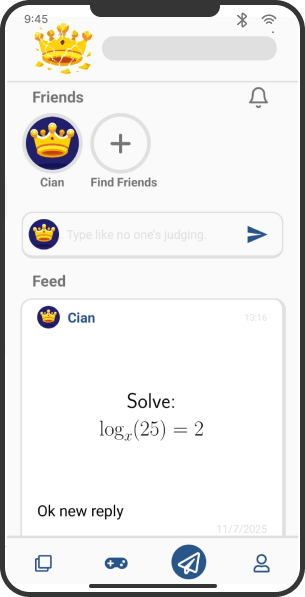 9:45
Friends
Cian
Find Friends
Type like no one's judging.
Feed
Cian
13:16
Solve:
logₓ(25) = 2
Ok new reply
11/7/2025